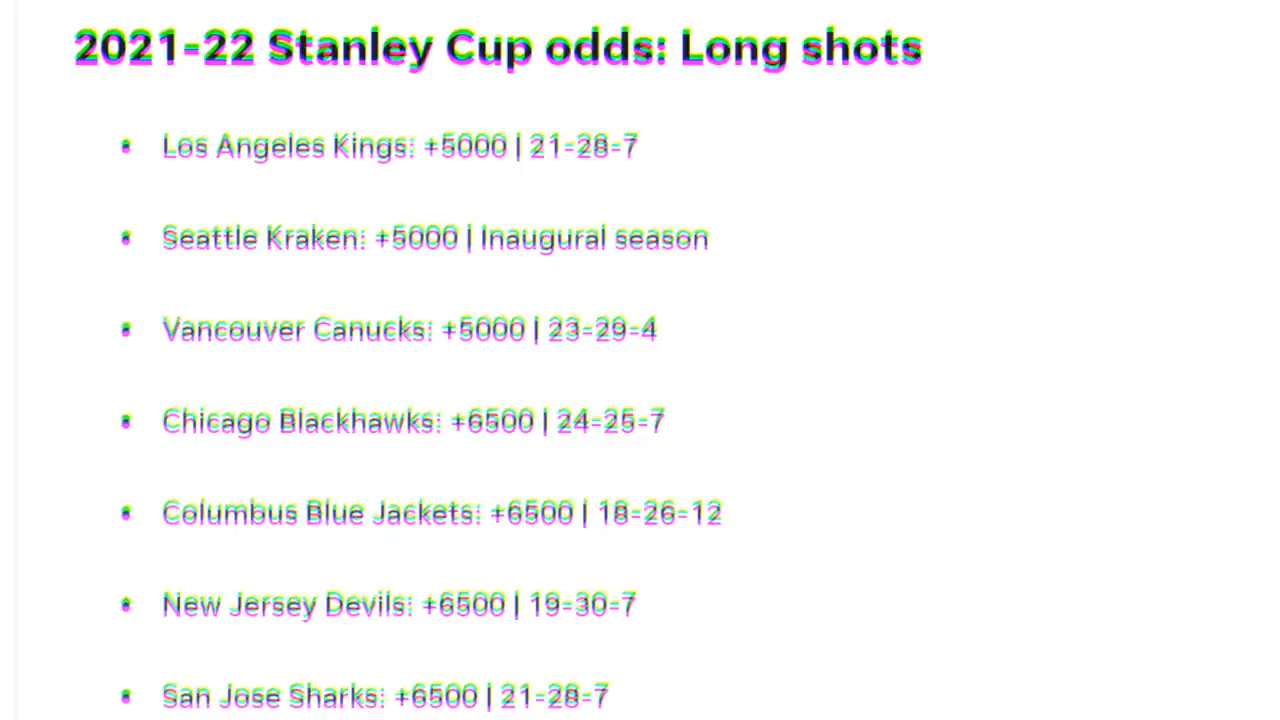 2021-22 Stanley Cup odds: Long shots
• Los Angeles Kings: +5000 | 21-28-7
• Seattle Kraken: +5000 | Inaugural season
• Vancouver Canucks: +5000 | 23-29-4
• Chicago Blackhawks: +6500 | 24-25-7
• Columbus Blue Jackets: +6500 | 18-26-12
• New Jersey Devils: +6500 | 19-30-7
• San Jose Sharks: +6500 | 21-28-7